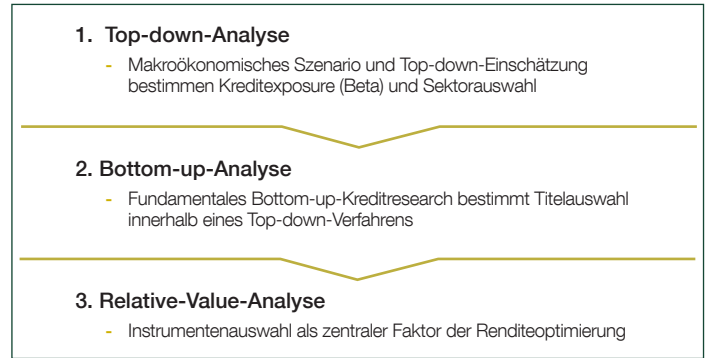 1. Top-down-Analyse
- Makroökonomisches Szenario und Top-down-Einschätzung
bestimmen Kreditexposure (Beta) und Sektorauswahl
2. Bottom-up-Analyse
- Fundamentales Bottom-up-Kreditresearch bestimmt Titelauswahl
innerhalb eines Top-down-Verfahrens
3. Relative-Value-Analyse
- Instrumentenauswahl als zentraler Faktor der Renditeoptimierung